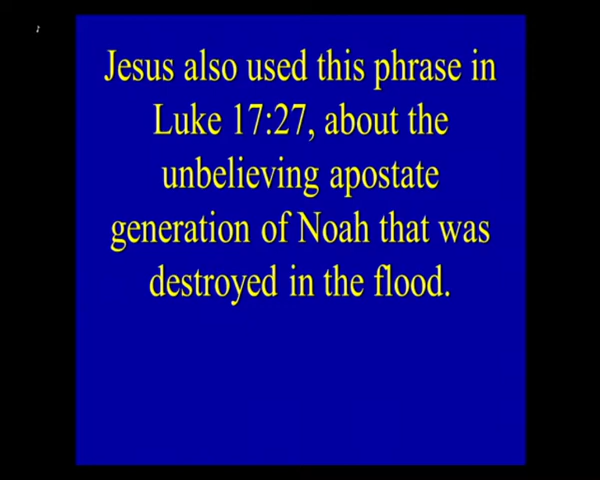 Jesus also used this phrase in
Luke 17:27, about the
unbelieving apostate
generation of Noah that was
destroyed in the flood.